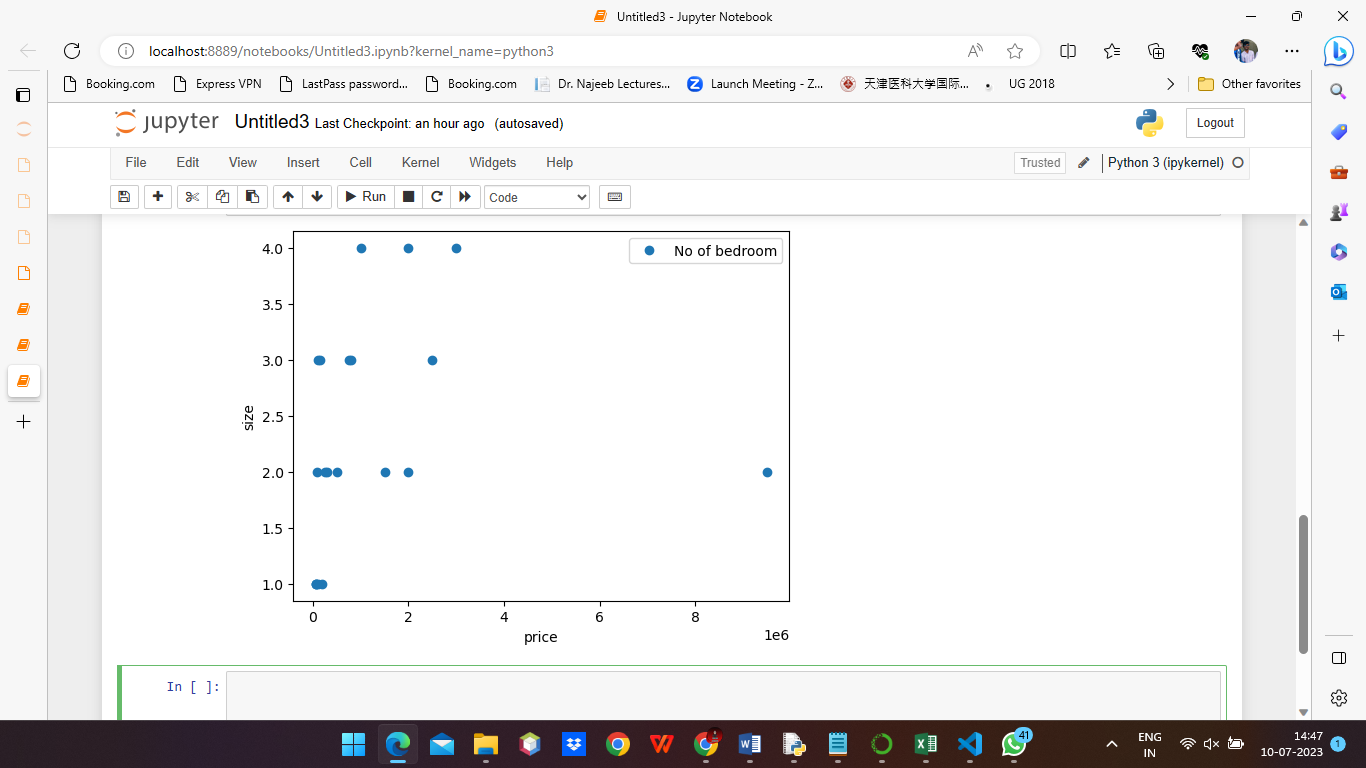 Untitled3 - Jupyter Notebook
localhost:8889/notebooks/Untitled3.ipynb?kernel_name=python3
Booking.com Express VPN LastPass password... Booking.com Dr. Najeeb Lectures... Launch Meeting - Z... 天津医科大学国际... UG 2018 Other favorites
jupyter Untitled3 Last Checkpoint: an hour ago (autosaved) Logout
File Edit View Insert Cell Kernel Widgets Help Trusted Python 3 (ipykernel)
Run Code
No of bedroom
4.0
3.5
3.0
2.5
2.0
1.5
1.0
size
0 2 4 6 8
1e6
price
In [ ]:
41
ENG
IN
14:47
10-07-2023
1